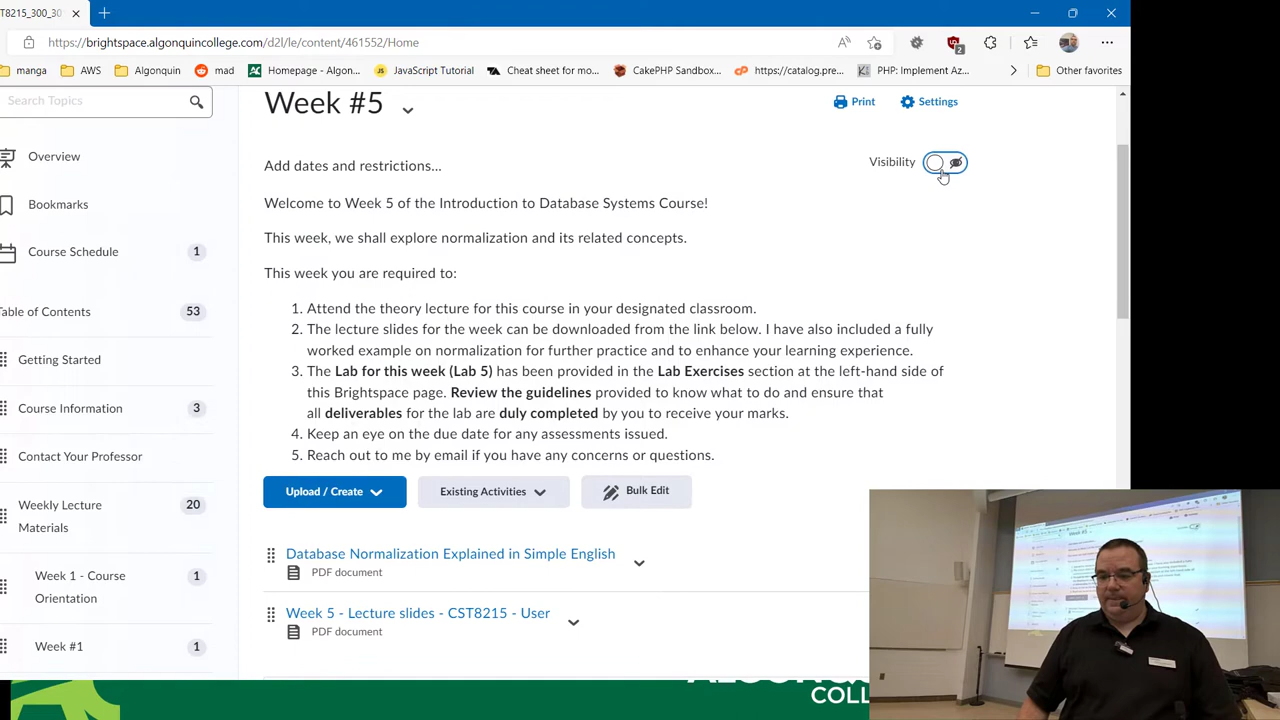 ST8215_300_30
https://brightspace.algonquincollege.com/d2l/le/content/461552/Home
2
manga
AWS
Algonquin
mad
Homepage - Algon...
JavaScript Tutorial
Cheat sheet for mo...
CakePHP Sandbox...
https://catalog.pre...
PHP: Implement Az...
Other favorites
Search Topics
Overview
Bookmarks
Course Schedule 1
Table of Contents 53
Getting Started
Course Information 3
Contact Your Professor
Weekly Lecture 20
Materials
Week 1 - Course 1
Orientation
Week #1 1
Week #5
Print
Settings
Add dates and restrictions...
Visibility
Welcome to Week 5 of the Introduction to Database Systems Course!
This week, we shall explore normalization and its related concepts.
This week you are required to:
1. Attend the theory lecture for this course in your designated classroom.
2. The lecture slides for the week can be downloaded from the link below. I have also included a fully
worked example on normalization for further practice and to enhance your learning experience.
3. The Lab for this week (Lab 5) has been provided in the Lab Exercises section at the left-hand side of
this Brightspace page. Review the guidelines provided to know what to do and ensure that
all deliverables for the lab are duly completed by you to receive your marks.
4. Keep an eye on the due date for any assessments issued.
5. Reach out to me by email if you have any concerns or questions.
Upload / Create
Existing Activities
Bulk Edit
Database Normalization Explained in Simple English
PDF document
Week 5 - Lecture slides - CST8215 - User
PDF document
COL